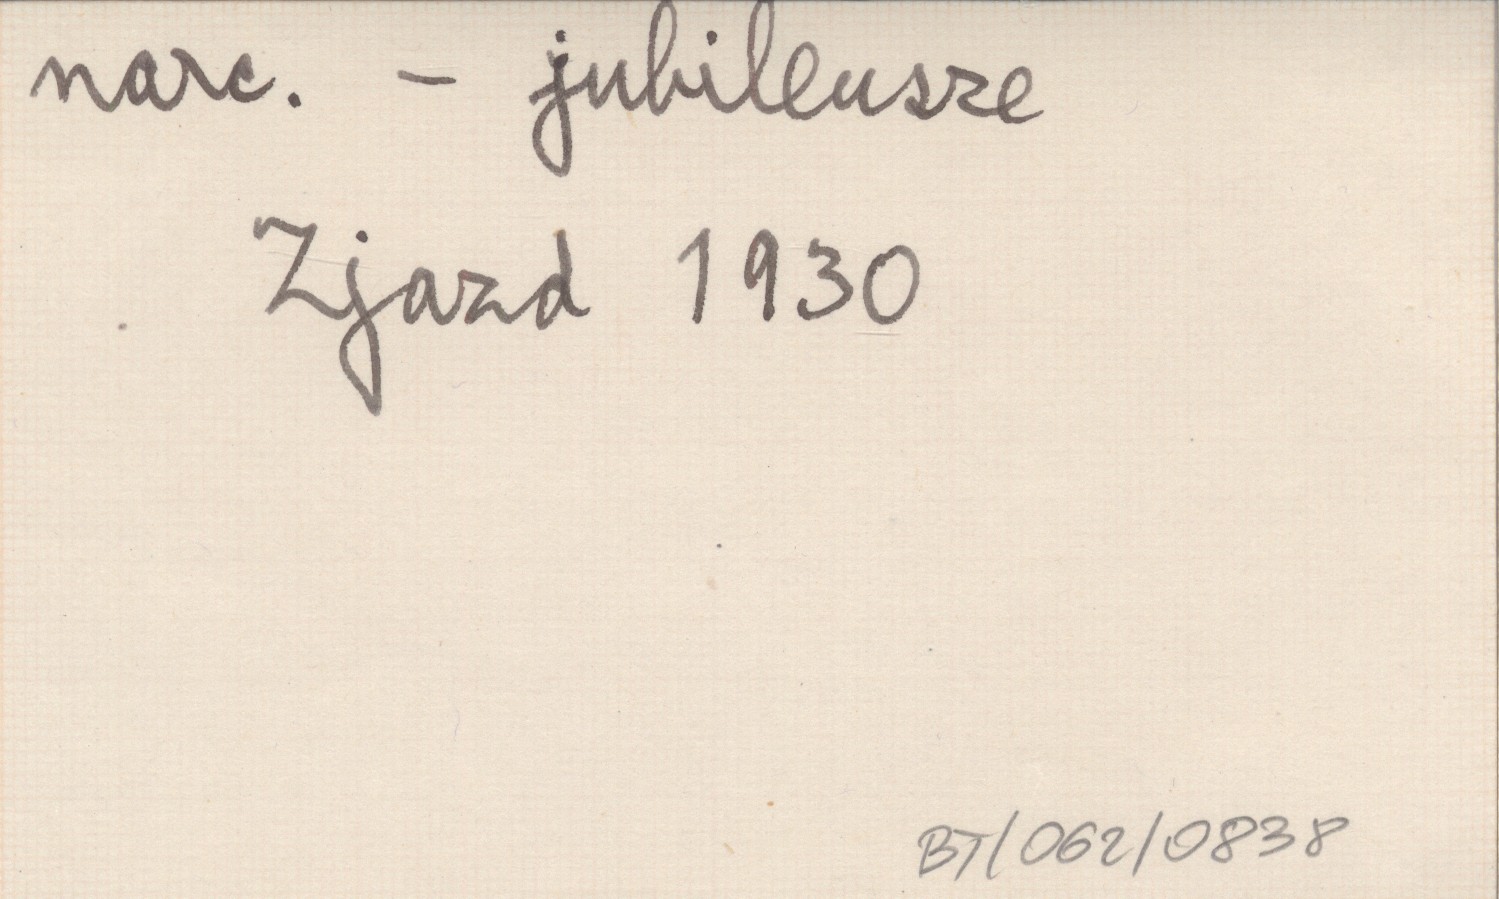 narc. - jubileusze
Zjazd 1930
BT/062/0838